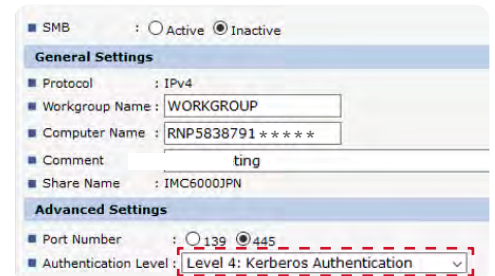 SMB : Active Inactive
General Settings
Protocol : IPv4
Workgroup Name : WORKGROUP
Computer Name : RNP5838791*****
Comment ting
Share Name : IMC6000JPN
Advanced Settings
Port Number : 139 445
Authentication Level : Level 4: Kerberos Authentication